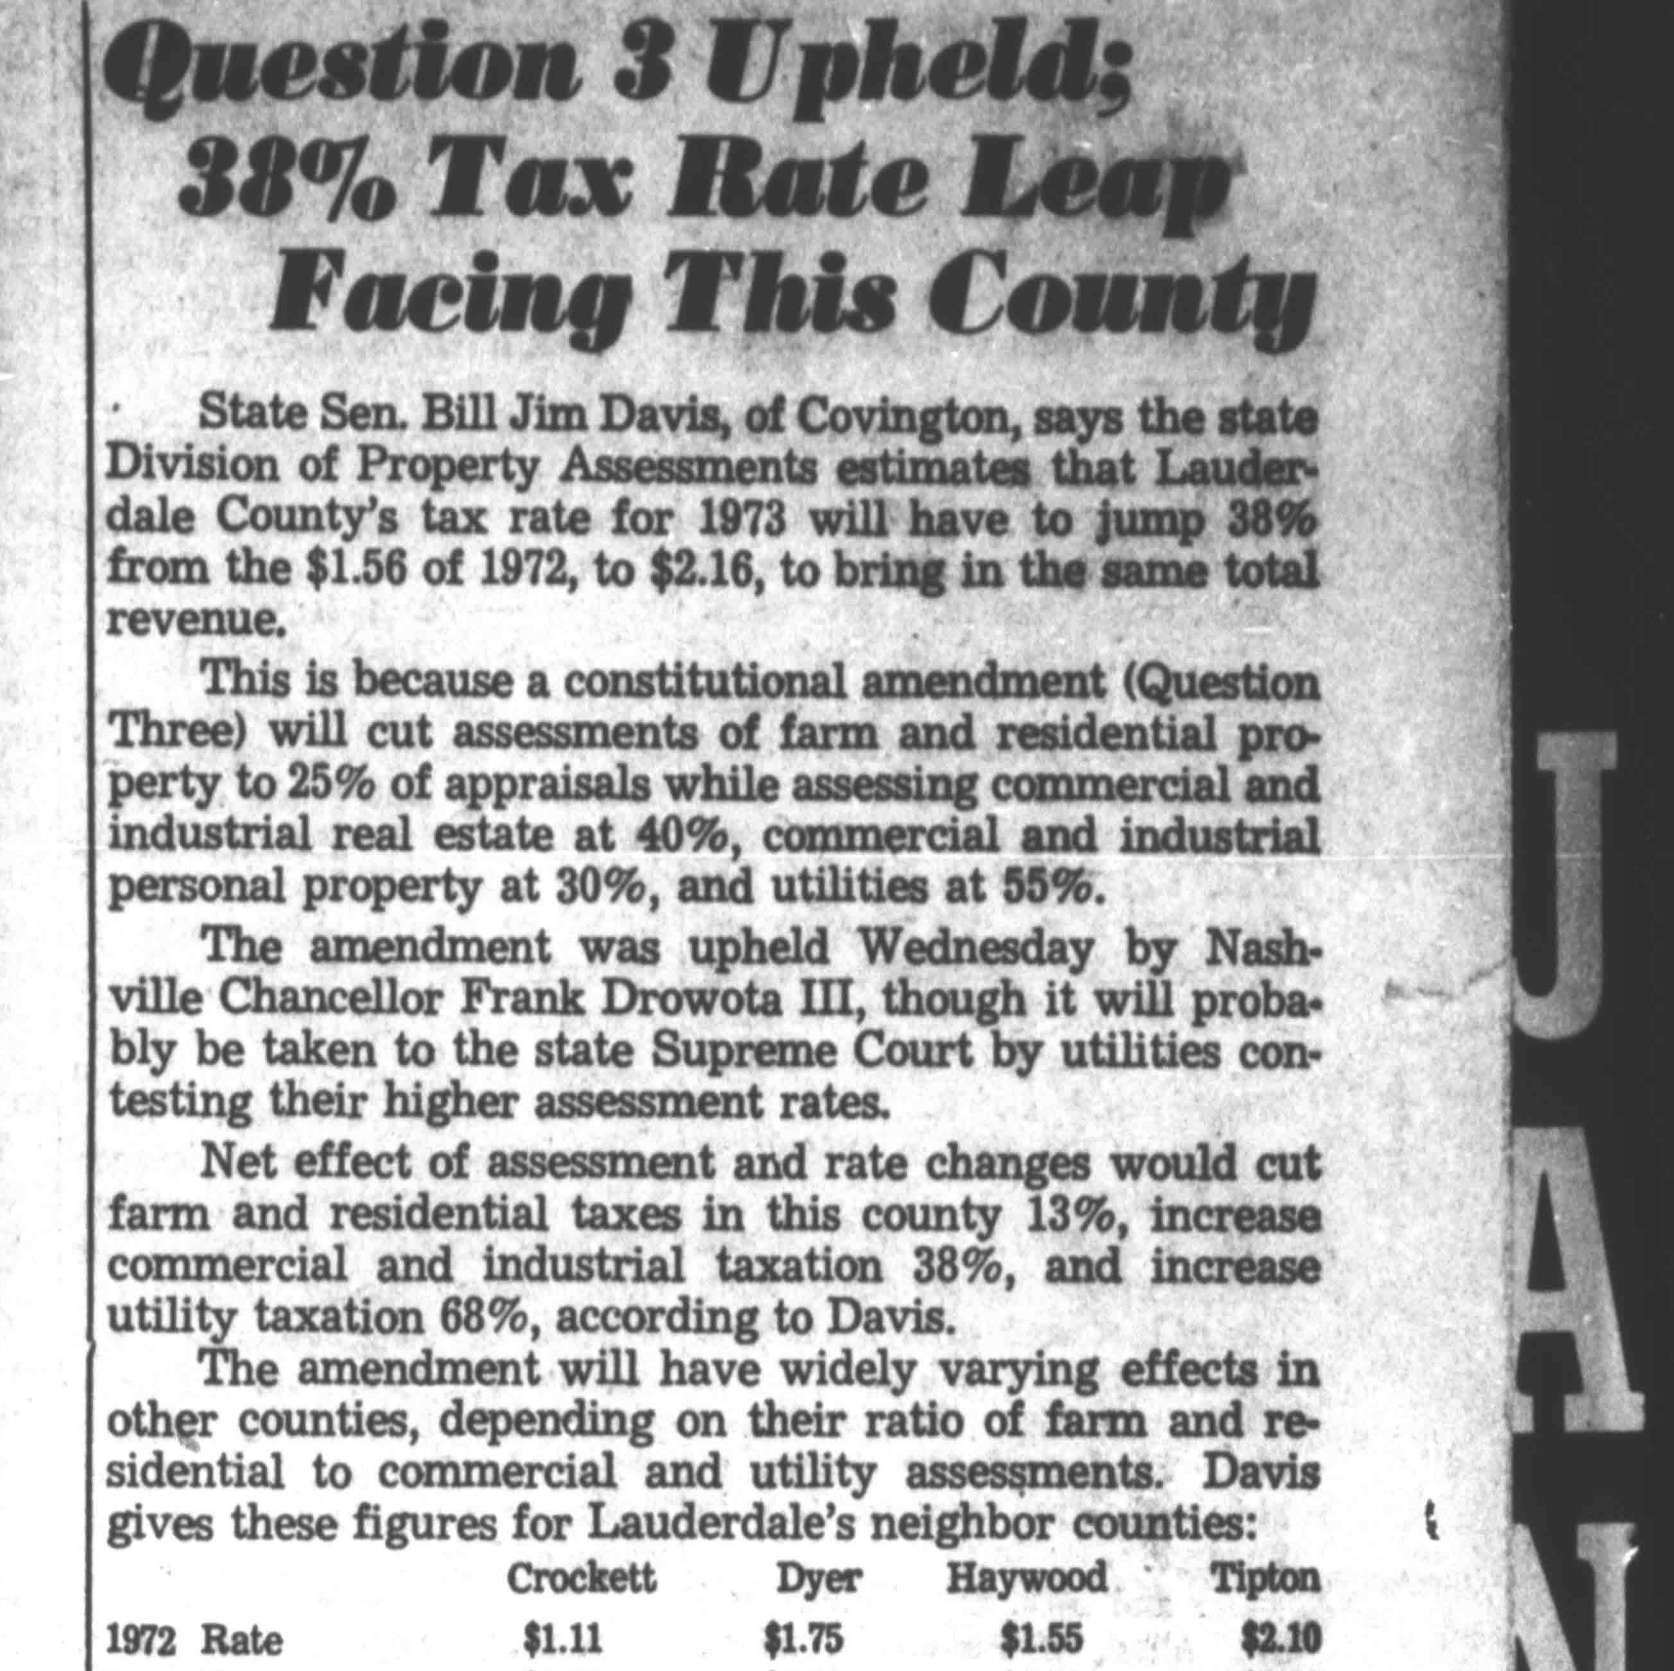 Question 3 Upheld;
38% Tax Rate Leap
Facing This County
State Sen. Bill Jim Davis, of Covington, says the state
Division of Property Assessments estimates that Lauder-
dale County's tax rate for 1973 will have to jump 38%
from the $1.56 of 1972, to $2.16, to bring in the same total
revenue.
This is because a constitutional amendment (Question
Three) will cut assessments of farm and residential pro-
perty to 25% of appraisals while assessing commercial and
industrial real estate at 40%, commercial and industrial
personal property at 30%, and utilities at 55%.
The amendment was upheld Wednesday by Nash-
ville Chancellor Frank Drowota III, though it will proba-
bly be taken to the state Supreme Court by utilities con-
testing their higher assessment rates.
Net effect of assessment and rate changes would cut
farm and residential taxes in this county 13%, increase
commercial and industrial taxation 38%, and increase
utility taxation 68%, according to Davis.
The amendment will have widely varying effects in
other counties, depending on their ratio of farm and re-
sidential to commercial and utility assessments. Davis
gives these figures for Lauderdale's neighbor counties:
Crockett Dyer Haywood Tipton
1972 Rate $1.11 $1.75 $1.55 $2.10
J
A
N